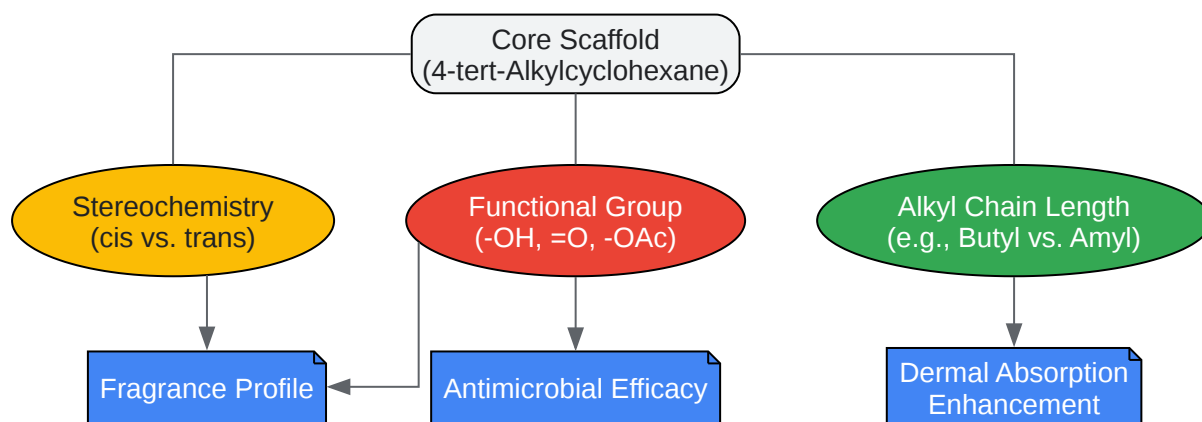 Core Scaffold
(4-tert-Alkylcyclohexane)
Stereochemistry
(cis vs. trans)
Functional Group
(-OH, =O, -OAc)
Alkyl Chain Length
(e.g., Butyl vs. Amyl)
Fragrance Profile
Antimicrobial Efficacy
Dermal Absorption
Enhancement